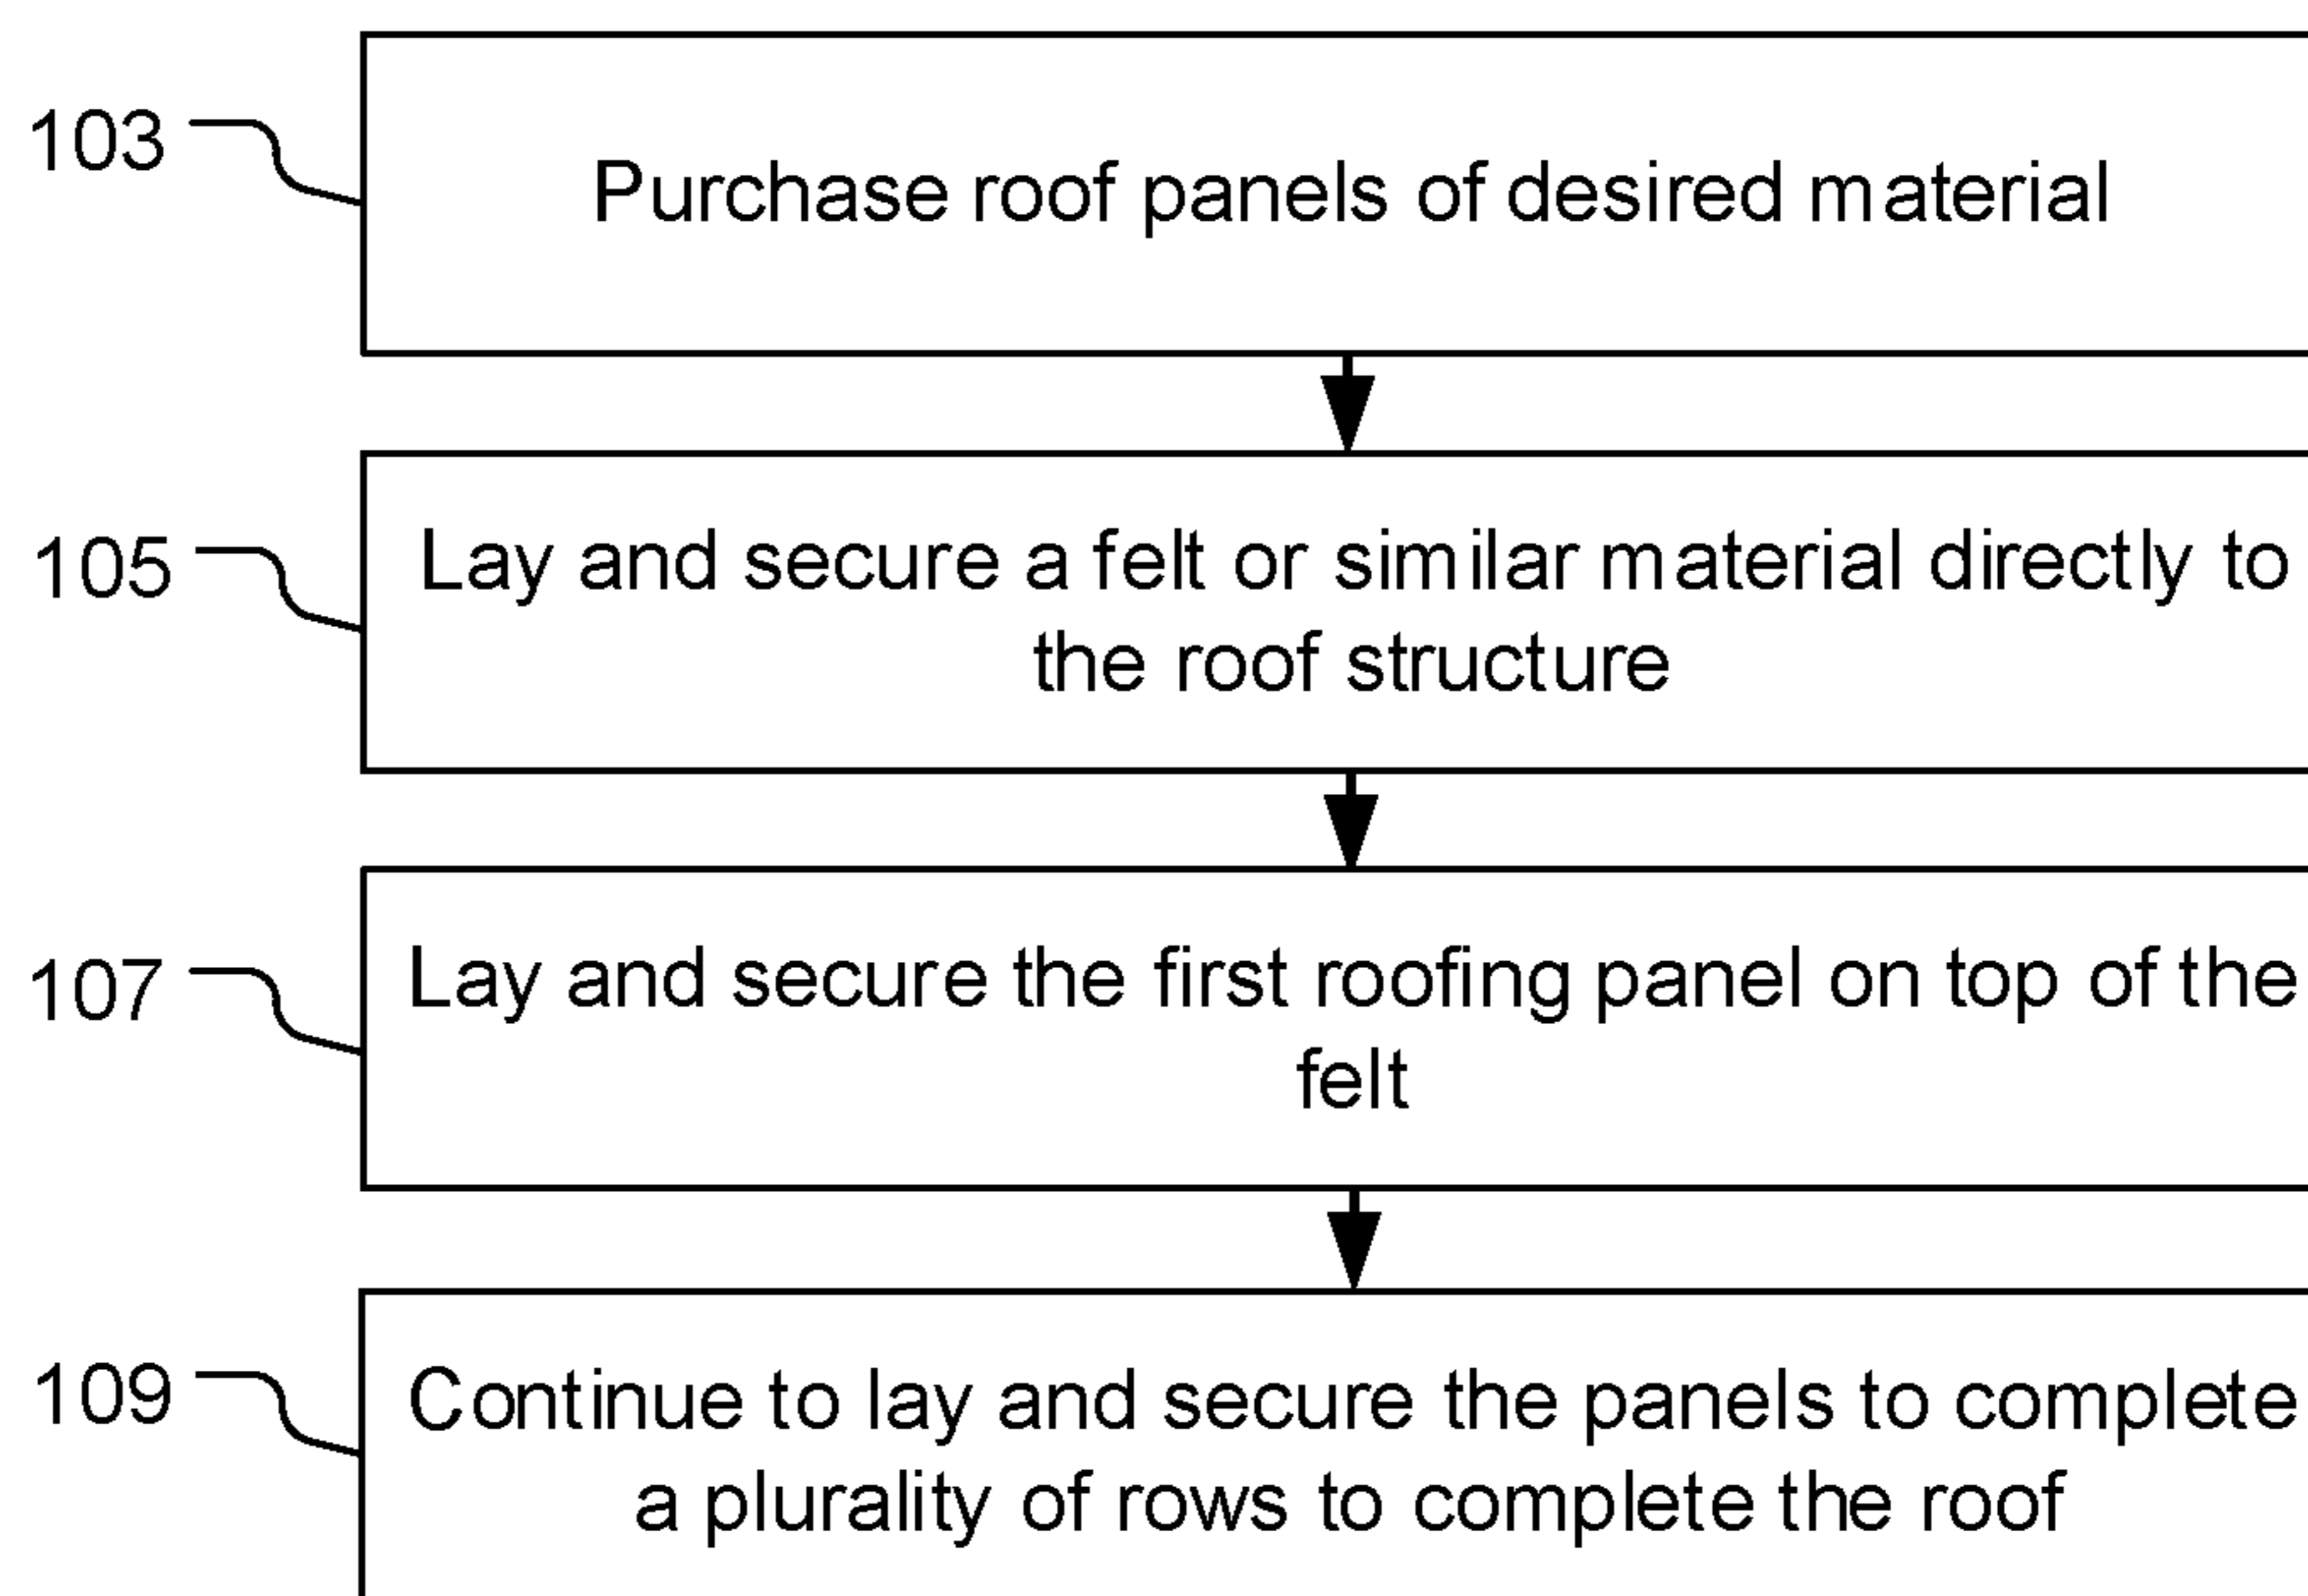 103
Purchase roof panels of desired material
105
Lay and secure a felt or similar material directly to
the roof structure
107
Lay and secure the first roofing panel on top of the
felt
109
Continue to lay and secure the panels to complete
a plurality of rows to complete the roof